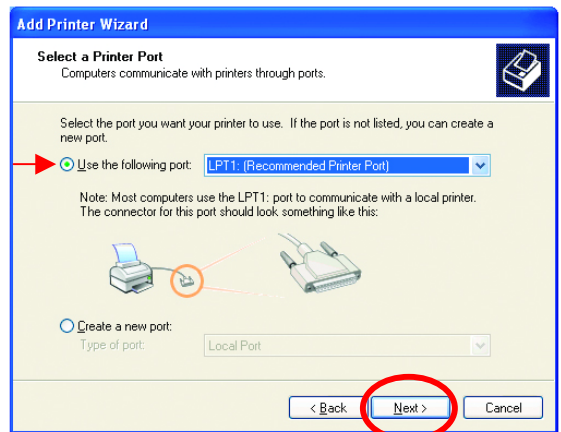 Add Printer Wizard
Select a Printer Port
Computers communicate with printers through ports.
Select the port you want your printer to use. If the port is not listed, you can create a
new port.
Use the following port: LPT1: (Recommended Printer Port)
Note: Most computers use the LPT1: port to communicate with a local printer.
The connector for this port should look something like this:
Create a new port:
Type of port: Local Port
< Back Next > Cancel